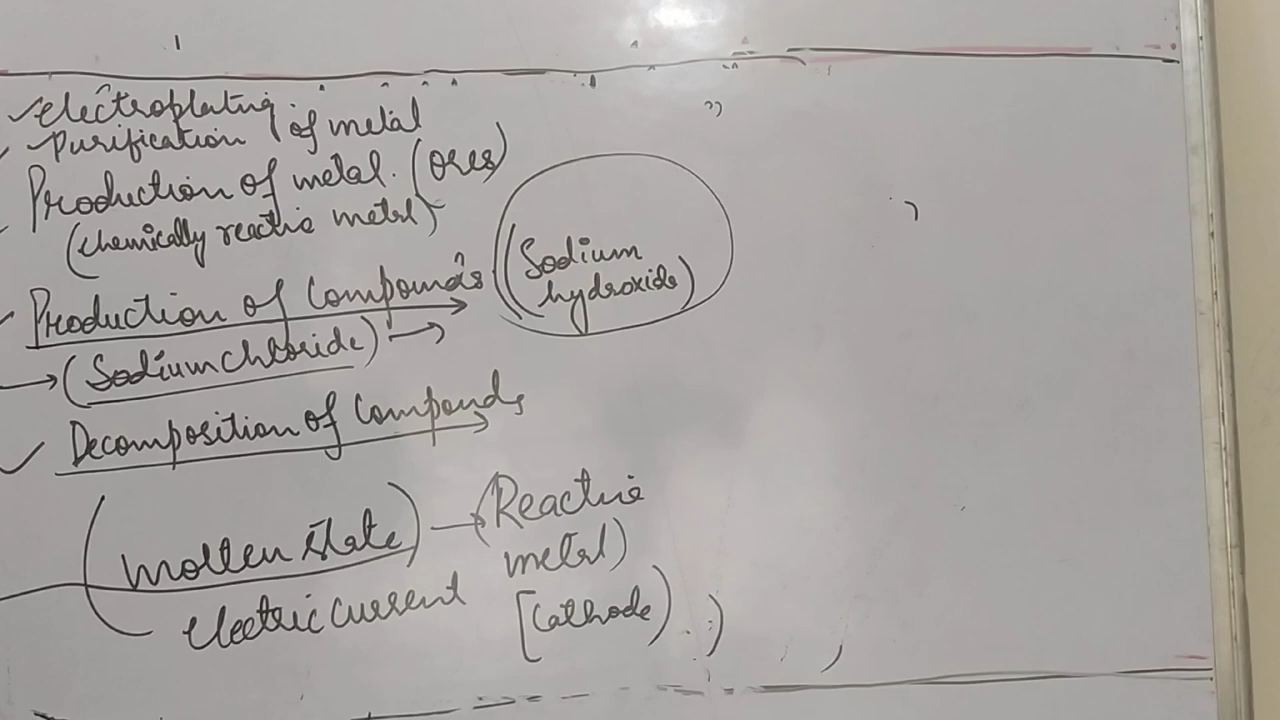 electroplating
Purification } of metal
Production of metal. (ores)
(chemically reactive metal)
Production of Compounds (Sodium
hydroxide)
→ (Sodium chloride) →
Decomposition of Compounds
(molten state) → (Reactive
metal)
electric current [Cathode)